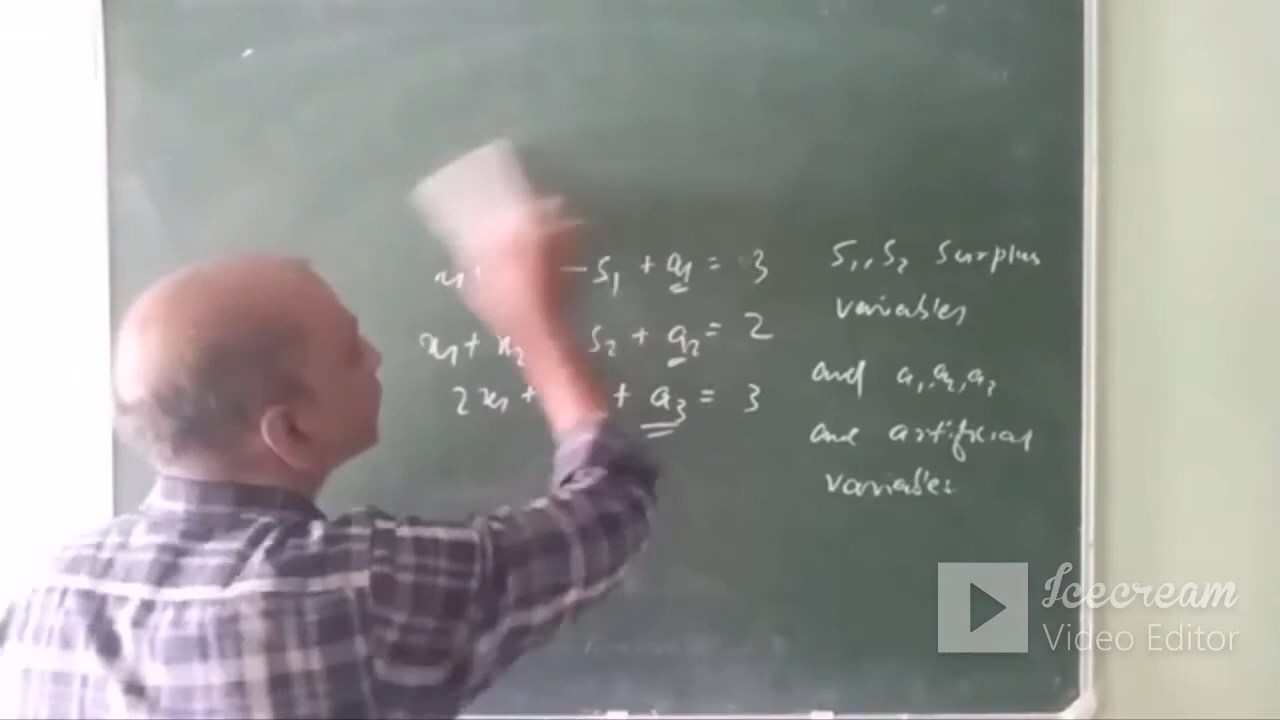 x₁ - s₁ + a₁ = 3
x₁ + x₂ s₂ + a₂ = 2
2x₁ + + a₃ = 3
s₁, s₂ surplus
variables
and a₁, a₂, a₃
are artificial
variables
Icecream
Video Editor